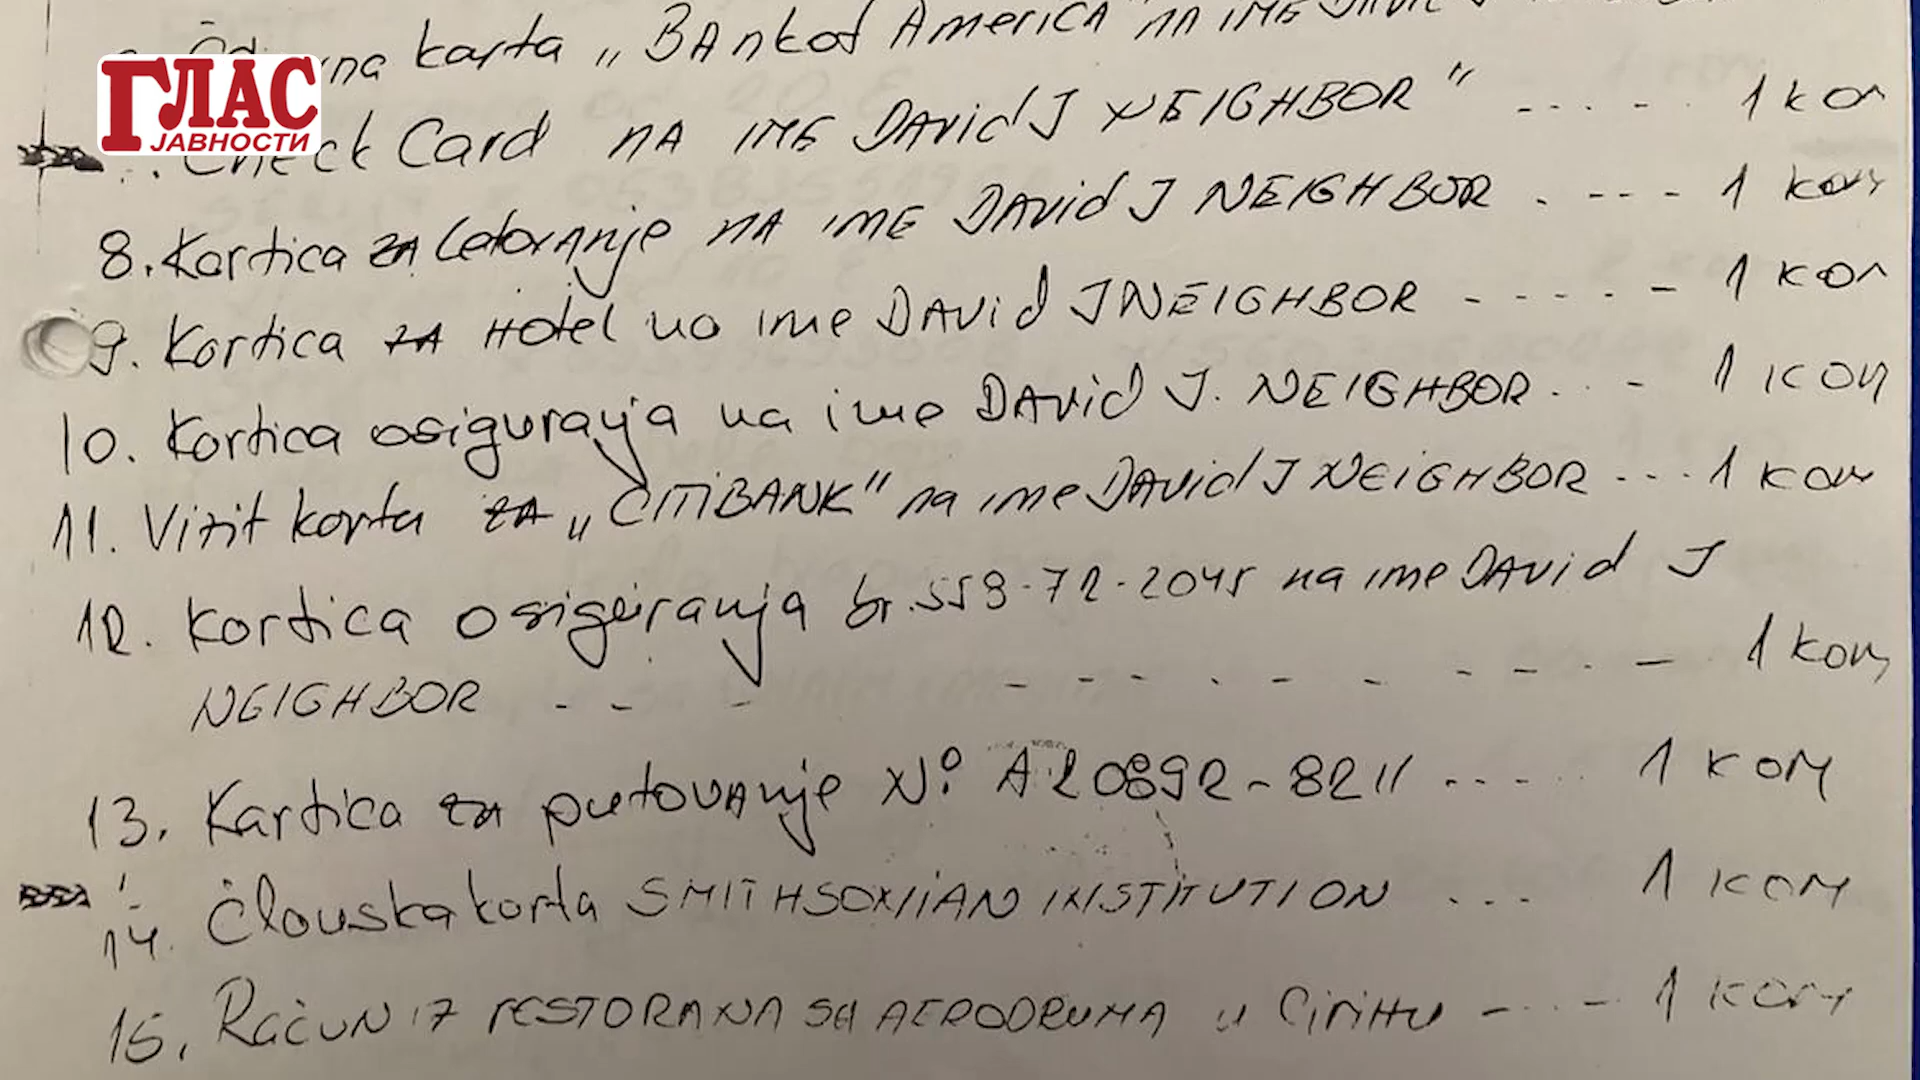 karta „BAnkof America" NA IME
ГЛАС
ЈАВНОСТИ
Check Card NA IME DAvid J NEIGHBOR" ..... 1 kom
8. Kartica ZA Letovanje NA IME DAvid J NEIGHBOR . --- 1 kom
9. Kartica ZA Hotel na ime DAvid J NEIGHBOR ----- 1 kom
10. Kartica osiguranja na ime DAvid J. NEIGHBOR .. - 1 kom
11. Vizit karta ZA „CITIBANK" na ime DAvid J NEIGHBOR --- 1 kom
12. Kartica osiguranja br. 559-72-2045 na ime DAvid J
NEIGHBOR -- - - - - - - - - - - - 1 kom
13. Kartica za putovanje No. A20892-8211 .... 1 KOM
14. Članska karta SMITHSONIAN INSTITUTION ... 1 KOM
15. RAČUN IZ RESTORANA SA AERODRUMA u Cirihu - .. - 1 KOM